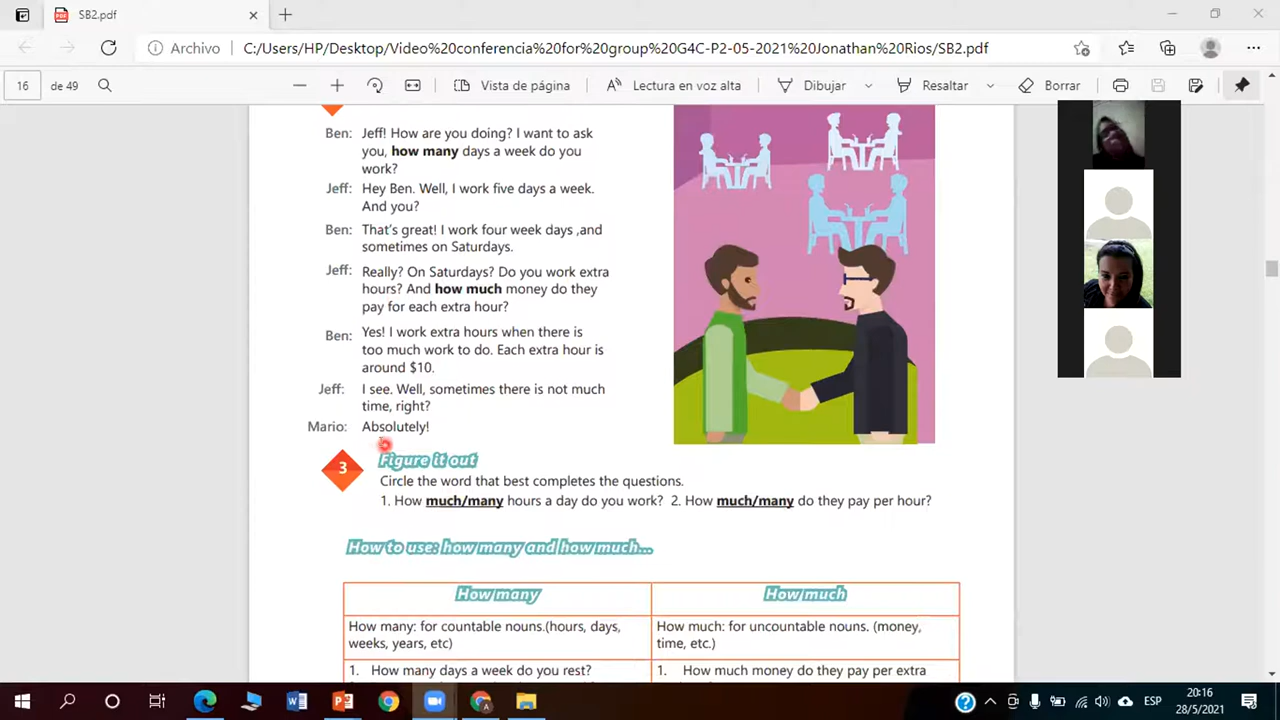 SB2.pdf
Archivo C:/Users/HP/Desktop/Video%20conferencia%20for%20group%20G4C-P2-05-2021%20Jonathan%20Rios/SB2.pdf
16 de 49 Vista de página Lectura en voz alta Dibujar Resaltar Borrar
Ben: Jeff! How are you doing? I want to ask
you, how many days a week do you
work?
Jeff: Hey Ben. Well, I work five days a week.
And you?
Ben: That's great! I work four week days ,and
sometimes on Saturdays.
Jeff: Really? On Saturdays? Do you work extra
hours? And how much money do they
pay for each extra hour?
Ben: Yes! I work extra hours when there is
too much work to do. Each extra hour is
around $10.
Jeff: I see. Well, sometimes there is not much
time, right?
Mario: Absolutely!
3 Figure it out
Circle the word that best completes the questions.
1. How much/many hours a day do you work? 2. How much/many do they pay per hour?
How to use: how many and how much...
How many How much
How many: for countable nouns.(hours, days,
weeks, years, etc)
How much: for uncountable nouns. (money,
time, etc.)
1. How many days a week do you rest?
1. How much money do they pay per extra
ESP
20:16
28/5/2021